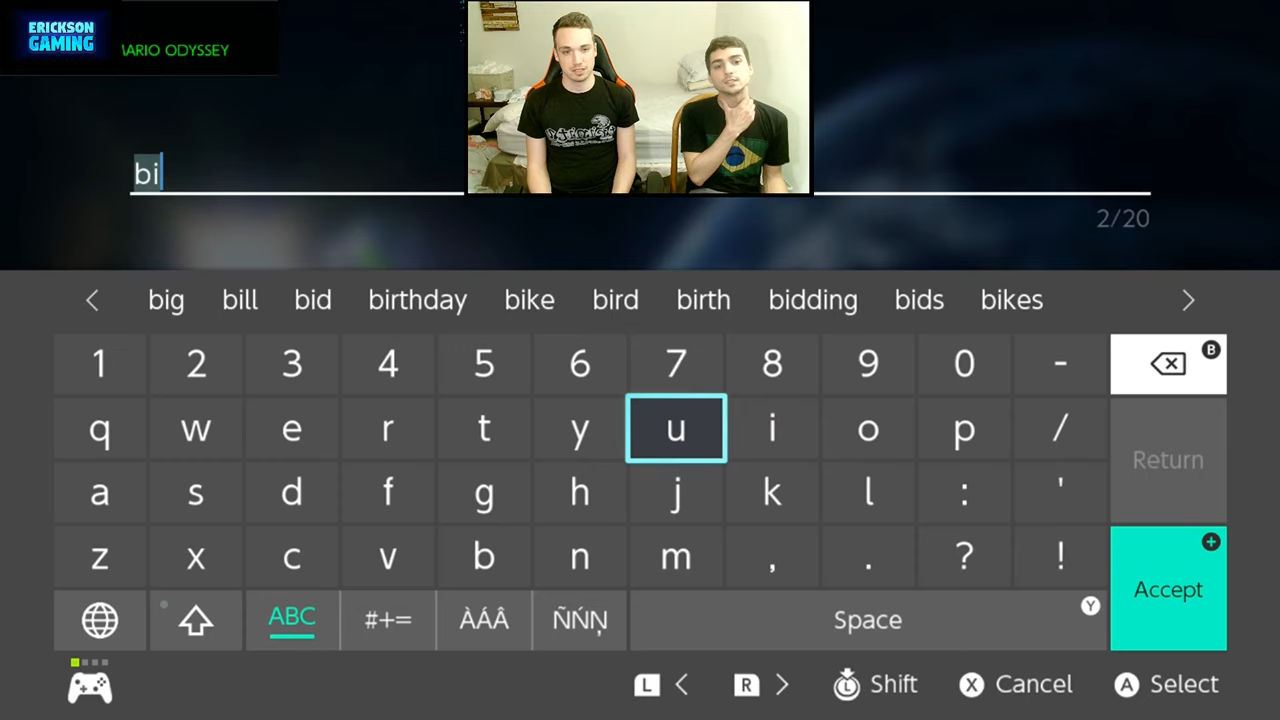 ERICKSON
GAMING
MARIO ODYSSEY
bi
2/20
big bill bid birthday bike bird birth bidding bids bikes
1 2 3 4 5 6 7 8 9 0 - B
q w e r t y u i o p /
Return
a s d f g h j k l : '
z x c v b n m , . ? ! +
Accept
ABC #+= ÀÁÂ ÑŃŅ Space Y
L R L Shift X Cancel A Select